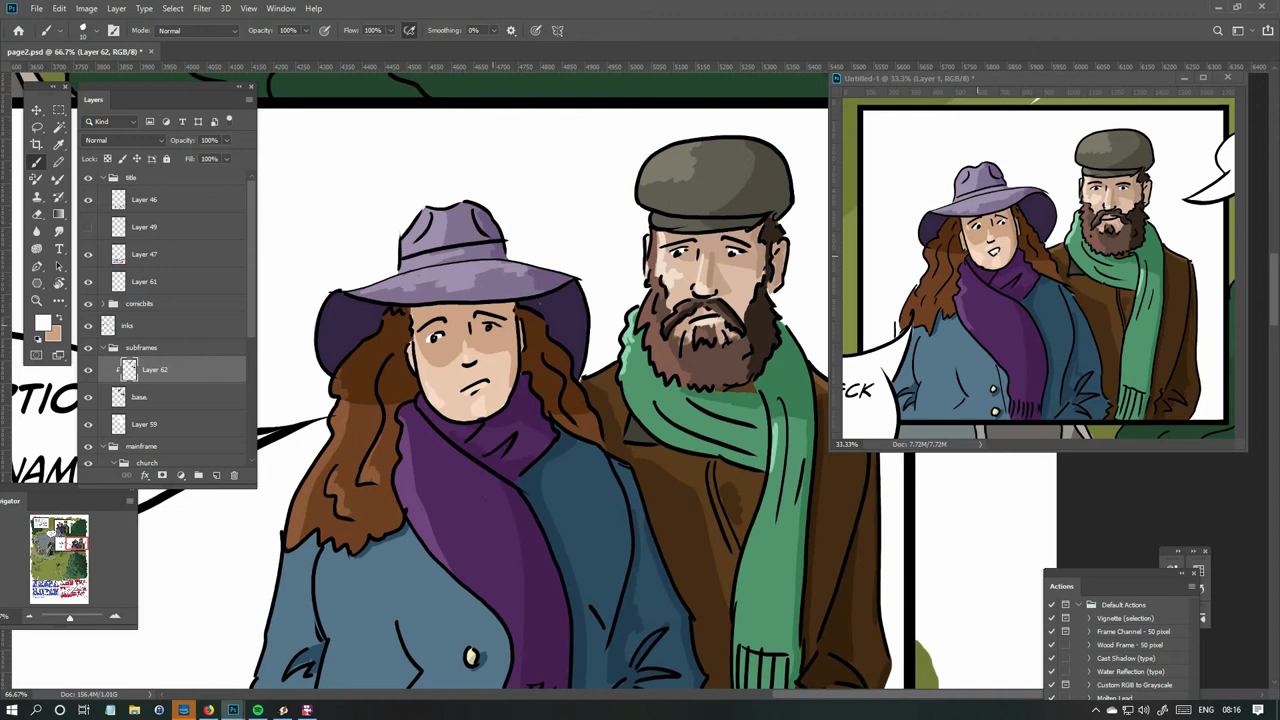 File Edit Image Layer Type Select Filter 3D View Window Help
Mode: Normal Opacity: 100% Flow: 100% Smoothing: 0%
page2.psd @ 66.7% (Layer 62, RGB/8) *
Untitled-1 @ 33.3% (Layer 1, RGB/8) *
Layers
Kind
Normal Opacity: 100%
Lock: Fill: 100%
title
Layer 46
Layer 49
Layer 47
Layer 61
comicbits
inks
subframes
Layer 62
base.
Layer 59
mainframe
church
33.33% Doc: 7.72M/7.72M
Actions
Default Actions
Vignette (selection)
Frame Channel - 50 pixel
Wood Frame - 50 pixel
Cast Shadow (type)
Water Reflection (type)
Custom RGB to Grayscale
Molten Lead
66.67% Doc: 156.4M/1.01G
ENG 08:16